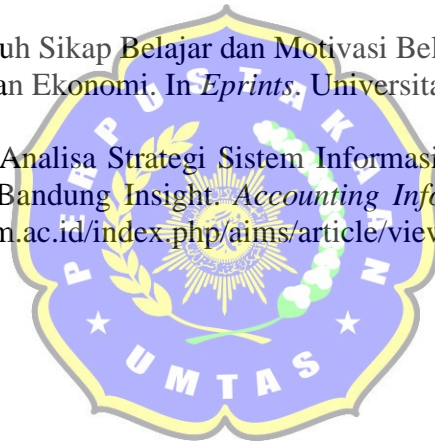 uh Sikap Belajar dan Motivasi Bel
an Ekonomi. In Eprints. Universita
Analisa Strategi Sistem Informasi
Bandung Insight. Accounting Info
m.ac.id/index.php/aims/article/view
PERPUSTAKAAN
UMTAS